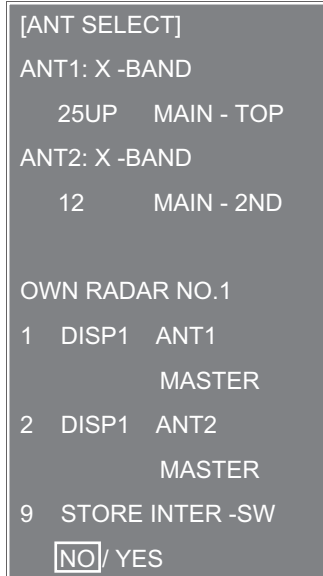 [ANT SELECT]
ANT1: X -BAND
25UP MAIN - TOP
ANT2: X -BAND
12 MAIN - 2ND
OWN RADAR NO.1
1 DISP1 ANT1
MASTER
2 DISP1 ANT2
MASTER
9 STORE INTER -SW
NO / YES